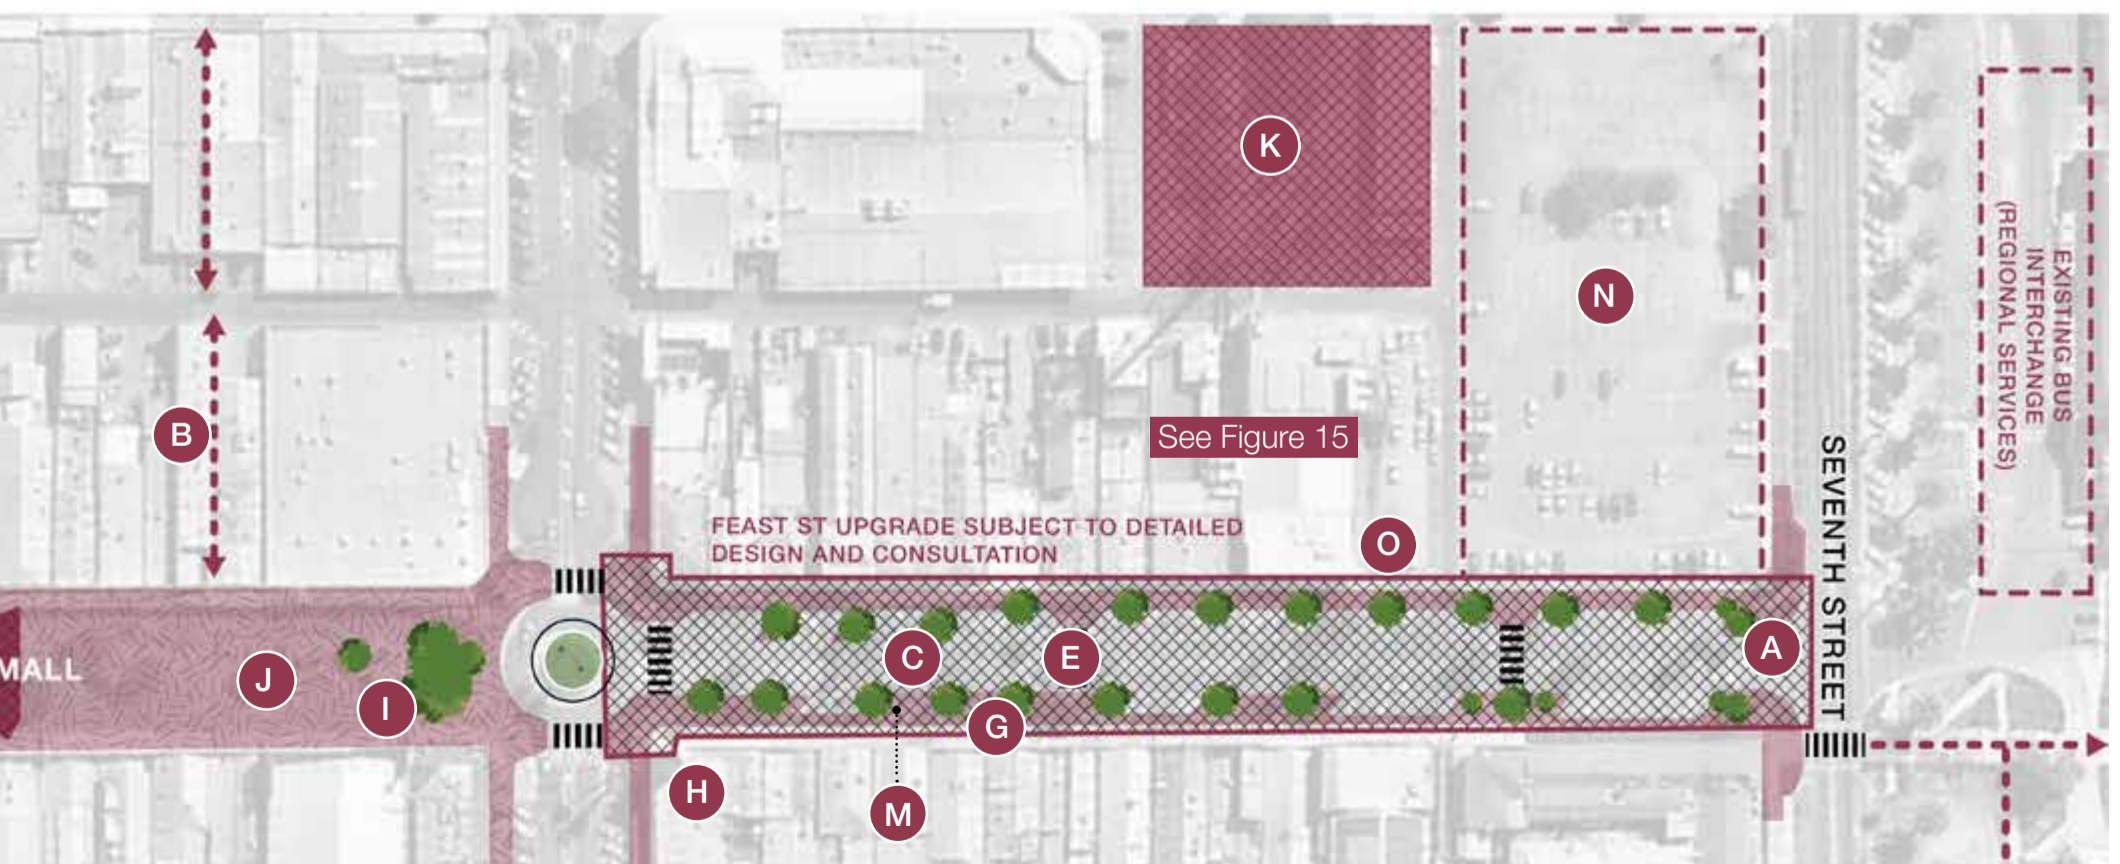 K
N
EXISTING BUS
INTERCHANGE
(REGIONAL SERVICES)
B
See Figure 15
SEVENTH STREET
FEAST ST UPGRADE SUBJECT TO DETAILED
DESIGN AND CONSULTATION
O
MALL
J
I
C
E
A
G
H
M